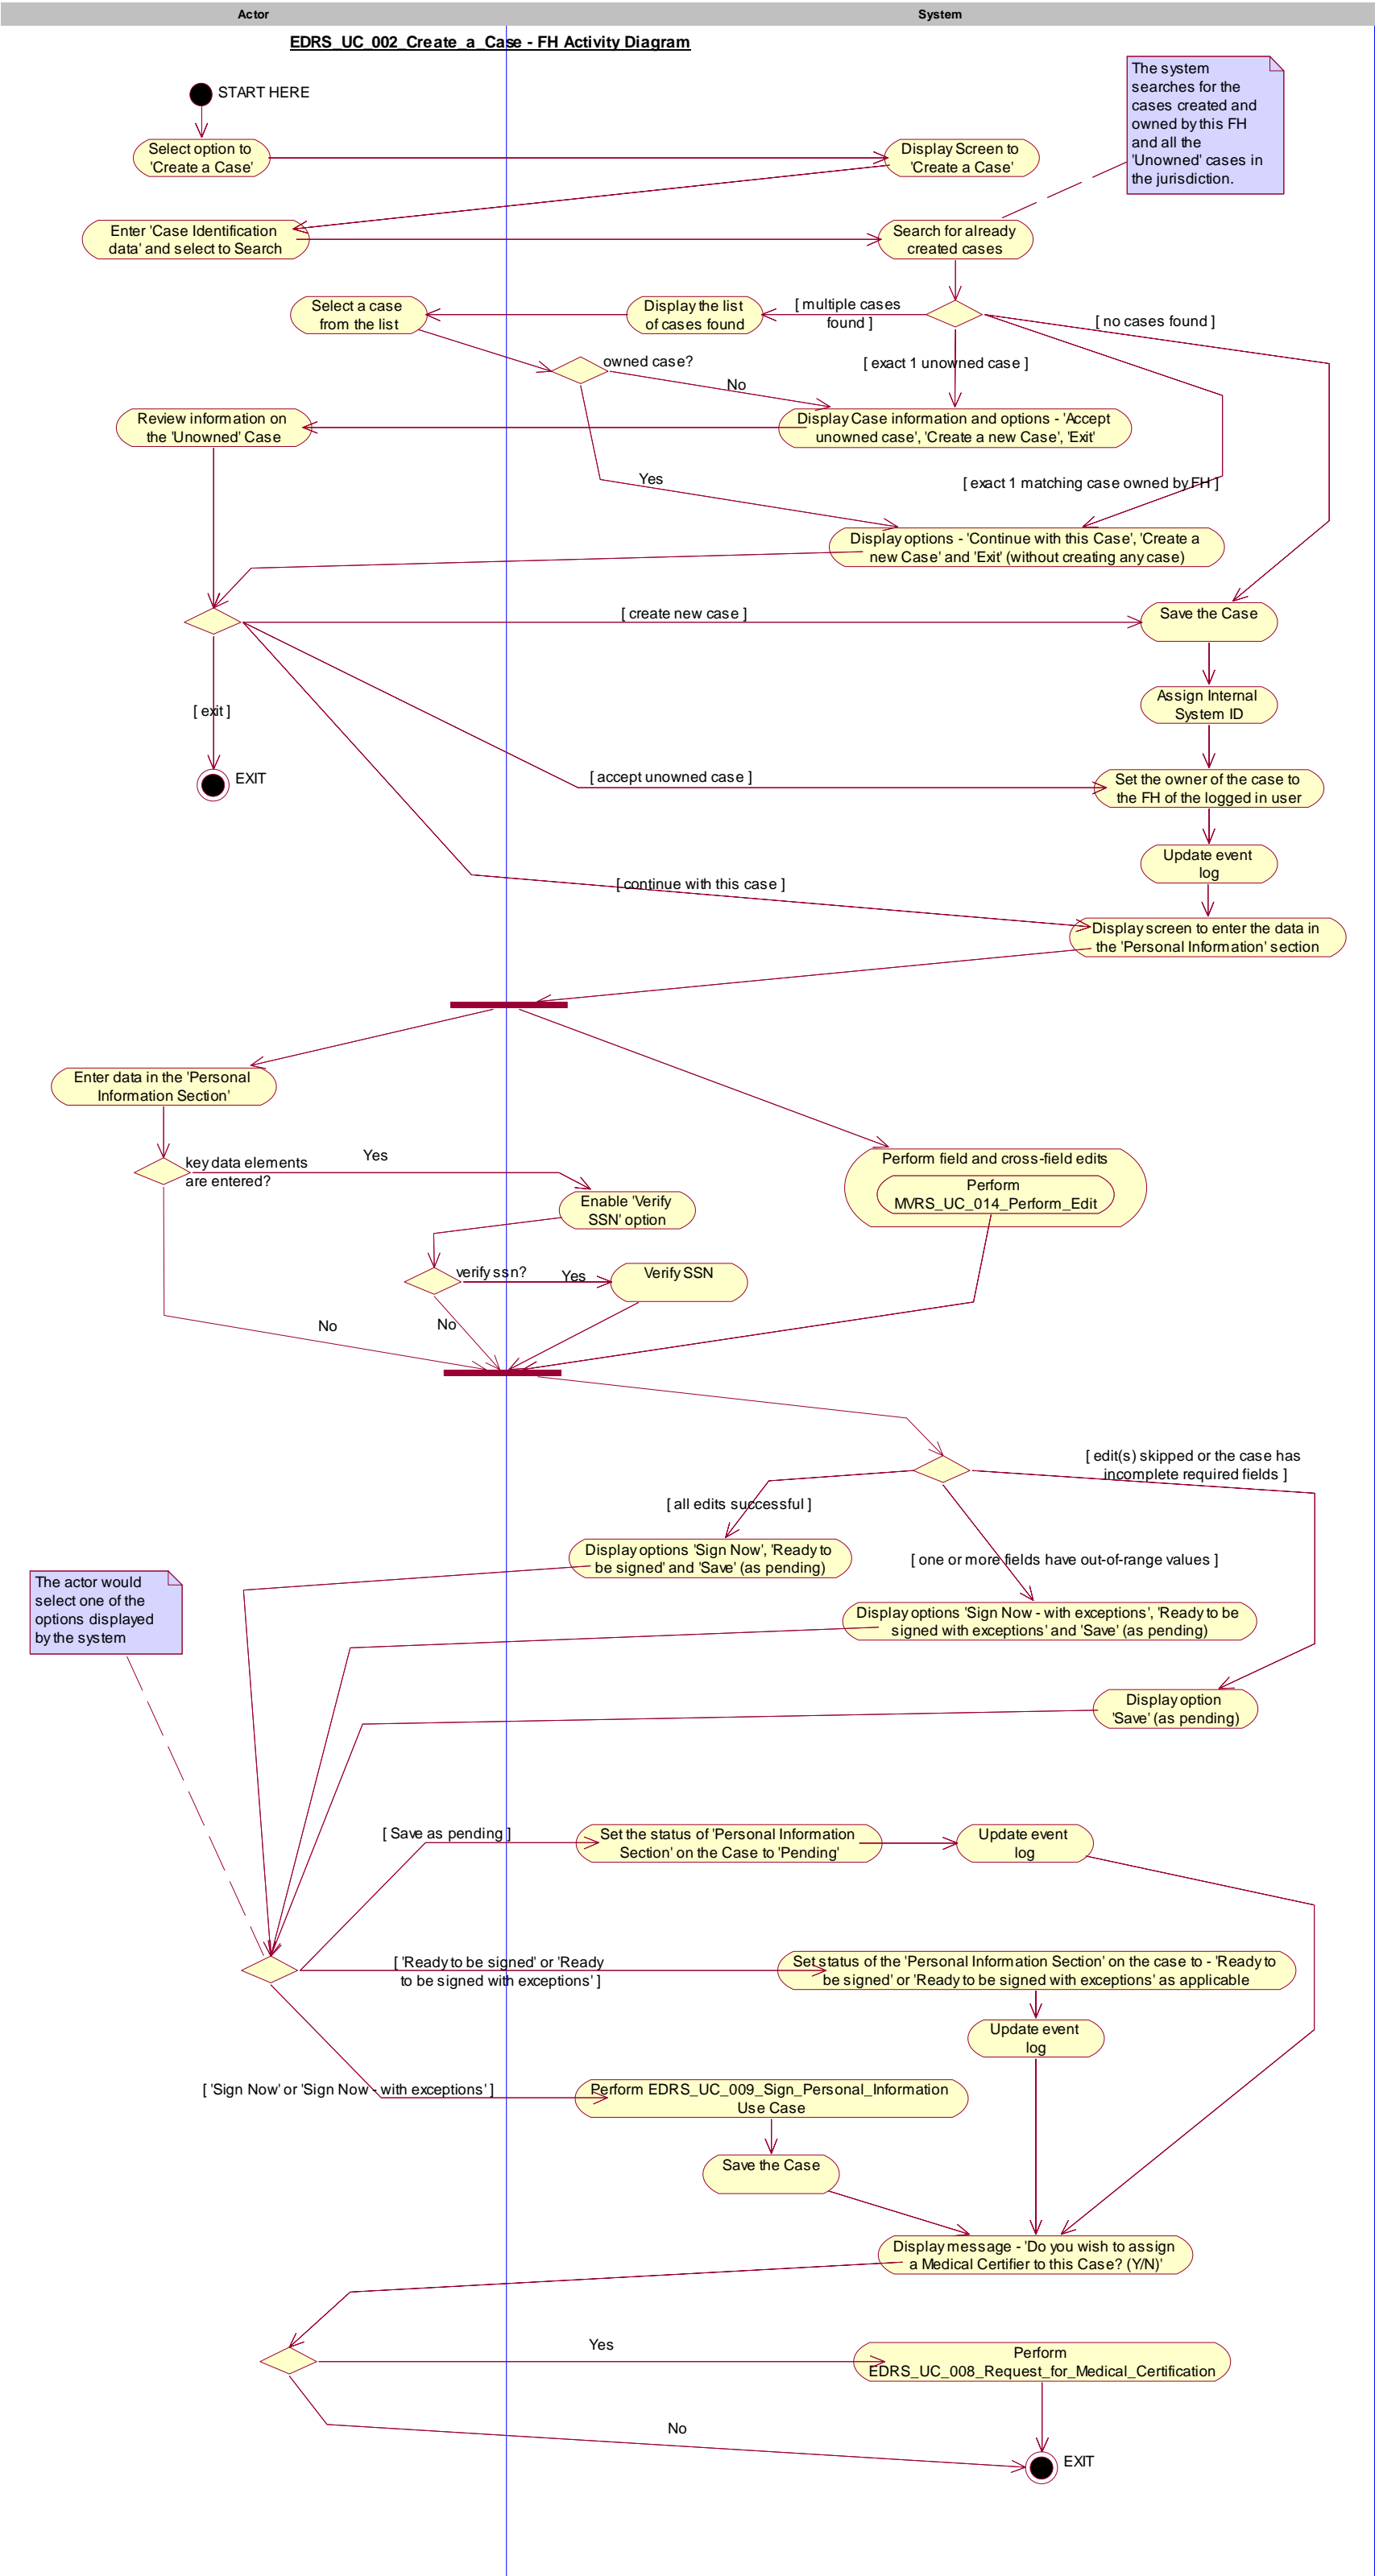 Actor
System
EDRS_UC_002_Create_a_Case - FH Activity Diagram
START HERE
The system
searches for the
cases created and
owned by this FH
and all the
'Unowned' cases in
the jurisdiction.
Select option to
'Create a Case'
Display Screen to
'Create a Case'
Enter 'Case Identification
data' and select to Search
Search for already
created cases
Select a case
from the list
Display the list
of cases found
[ multiple cases
found ]
[ no cases found ]
owned case?
[ exact 1 unowned case ]
No
Review information on
the 'Unowned' Case
Display Case information and options - 'Accept
unowned case', 'Create a new Case', 'Exit'
Yes
[ exact 1 matching case owned by FH ]
Display options - 'Continue with this Case', 'Create a
new Case' and 'Exit' (without creating any case)
[ create new case ]
Save the Case
Assign Internal
System ID
[ exit ]
EXIT
[ accept unowned case ]
Set the owner of the case to
the FH of the logged in user
Update event
log
[ continue with this case ]
Display screen to enter the data in
the 'Personal Information' section
Enter data in the 'Personal
Information Section'
key data elements
are entered?
Yes
Perform field and cross-field edits
Perform
MVRS_UC_014_Perform_Edit
Enable 'Verify
SSN' option
verify ssn?
Yes
Verify SSN
No
No
[ edit(s) skipped or the case has
incomplete required fields ]
[ all edits successful ]
Display options 'Sign Now', 'Ready to
be signed' and 'Save' (as pending)
[ one or more fields have out-of-range values ]
The actor would
select one of the
options displayed
by the system
Display options 'Sign Now - with exceptions', 'Ready to be
signed with exceptions' and 'Save' (as pending)
Display option
'Save' (as pending)
[ Save as pending ]
Set the status of 'Personal Information
Section' on the Case to 'Pending'
Update event
log
[ 'Ready to be signed' or 'Ready
to be signed with exceptions' ]
Set status of the 'Personal Information Section' on the case to - 'Ready to
be signed' or 'Ready to be signed with exceptions' as applicable
Update event
log
[ 'Sign Now' or 'Sign Now - with exceptions' ]
Perform EDRS_UC_009_Sign_Personal_Information
Use Case
Save the Case
Display message - 'Do you wish to assign
a Medical Certifier to this Case? (Y/N)'
Yes
Perform
EDRS_UC_008_Request_for_Medical_Certification
No
EXIT